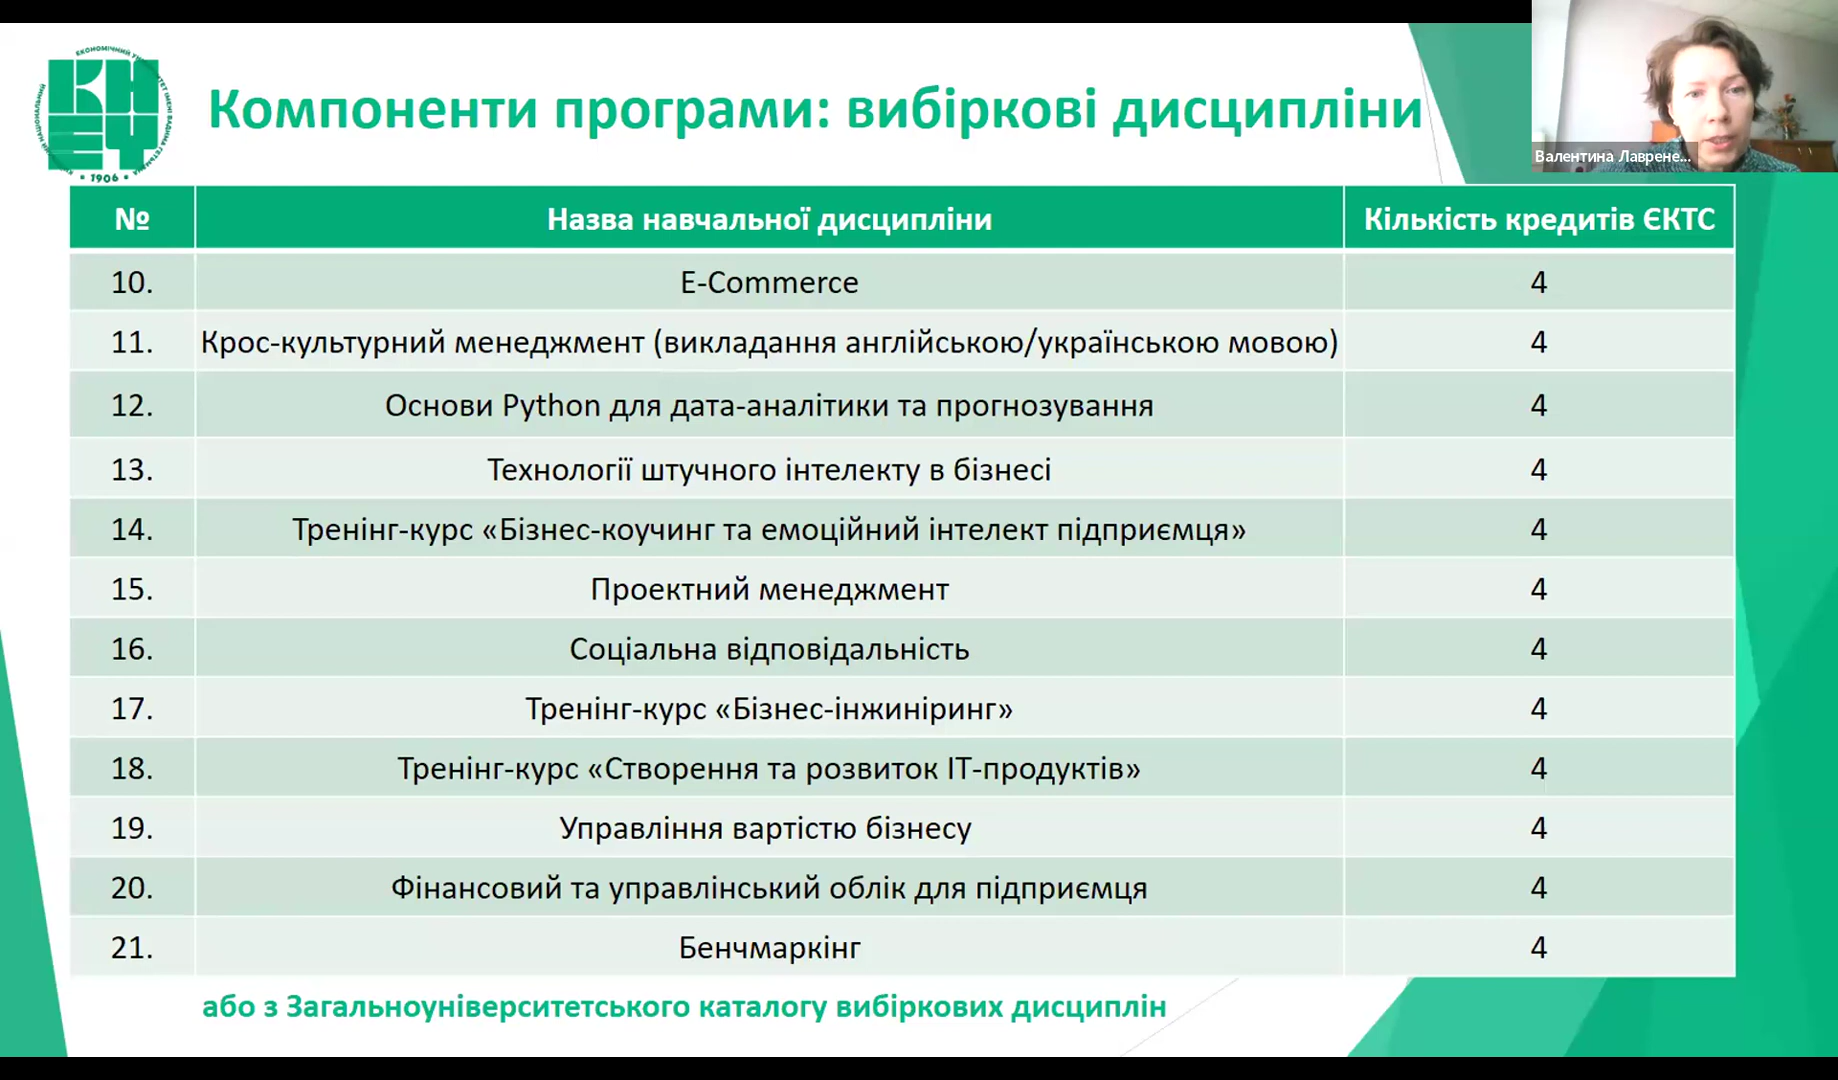 ЕКОНОМІЧНИЙ
НАЦІОНАЛЬНИЙ
КНЕУ
1906
Компоненти програми: вибіркові дисципліни
Валентина Лаврене...
№ Назва навчальної дисципліни Кількість кредитів ЄКТС
10. E-Commerce 4
11. Крос-культурний менеджмент (викладання англійською/українською мовою) 4
12. Основи Python для дата-аналітики та прогнозування 4
13. Технології штучного інтелекту в бізнесі 4
14. Тренінг-курс «Бізнес-коучинг та емоційний інтелект підприємця» 4
15. Проектний менеджмент 4
16. Соціальна відповідальність 4
17. Тренінг-курс «Бізнес-інжиніринг» 4
18. Тренінг-курс «Створення та розвиток ІТ-продуктів» 4
19. Управління вартістю бізнесу 4
20. Фінансовий та управлінський облік для підприємця 4
21. Бенчмаркінг 4
або з Загальноуніверситетського каталогу вибіркових дисциплін